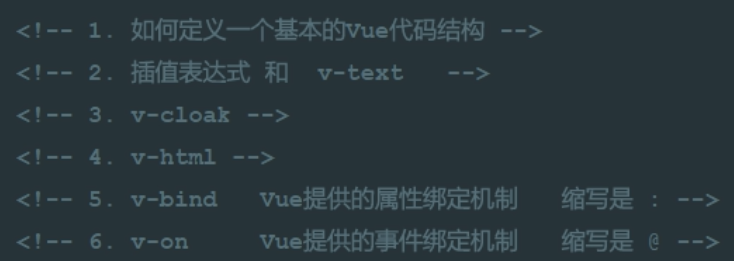 <!-- 1. 如何定义一个基本的Vue代码结构 -->
<!-- 2. 插值表达式 和  v-text   -->
<!-- 3. v-cloak -->
<!-- 4. v-html -->
<!-- 5. v-bind   Vue提供的属性绑定机制   缩写是 : -->
<!-- 6. v-on     Vue提供的事件绑定机制   缩写是 @ -->